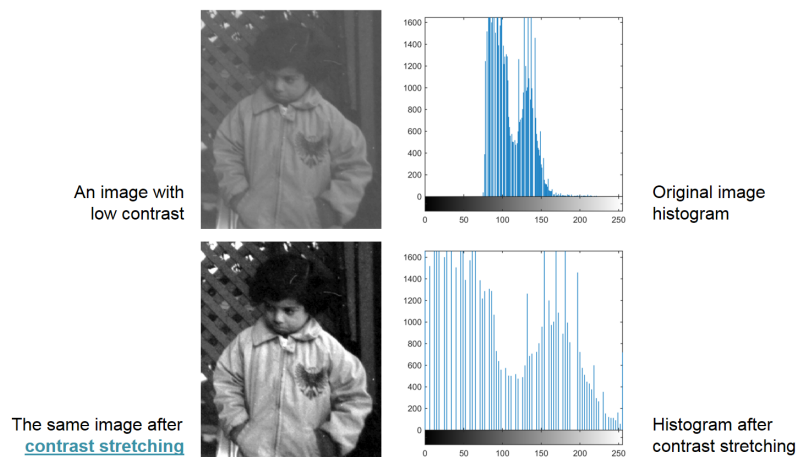 An image with
low contrast
1600
1400
1200
1000
800
600
400
200
0
0 50 100 150 200 250
Original image
histogram
The same image after
contrast stretching
1600
1400
1200
1000
800
600
400
200
0
0 50 100 150 200 250
Histogram after
contrast stretching